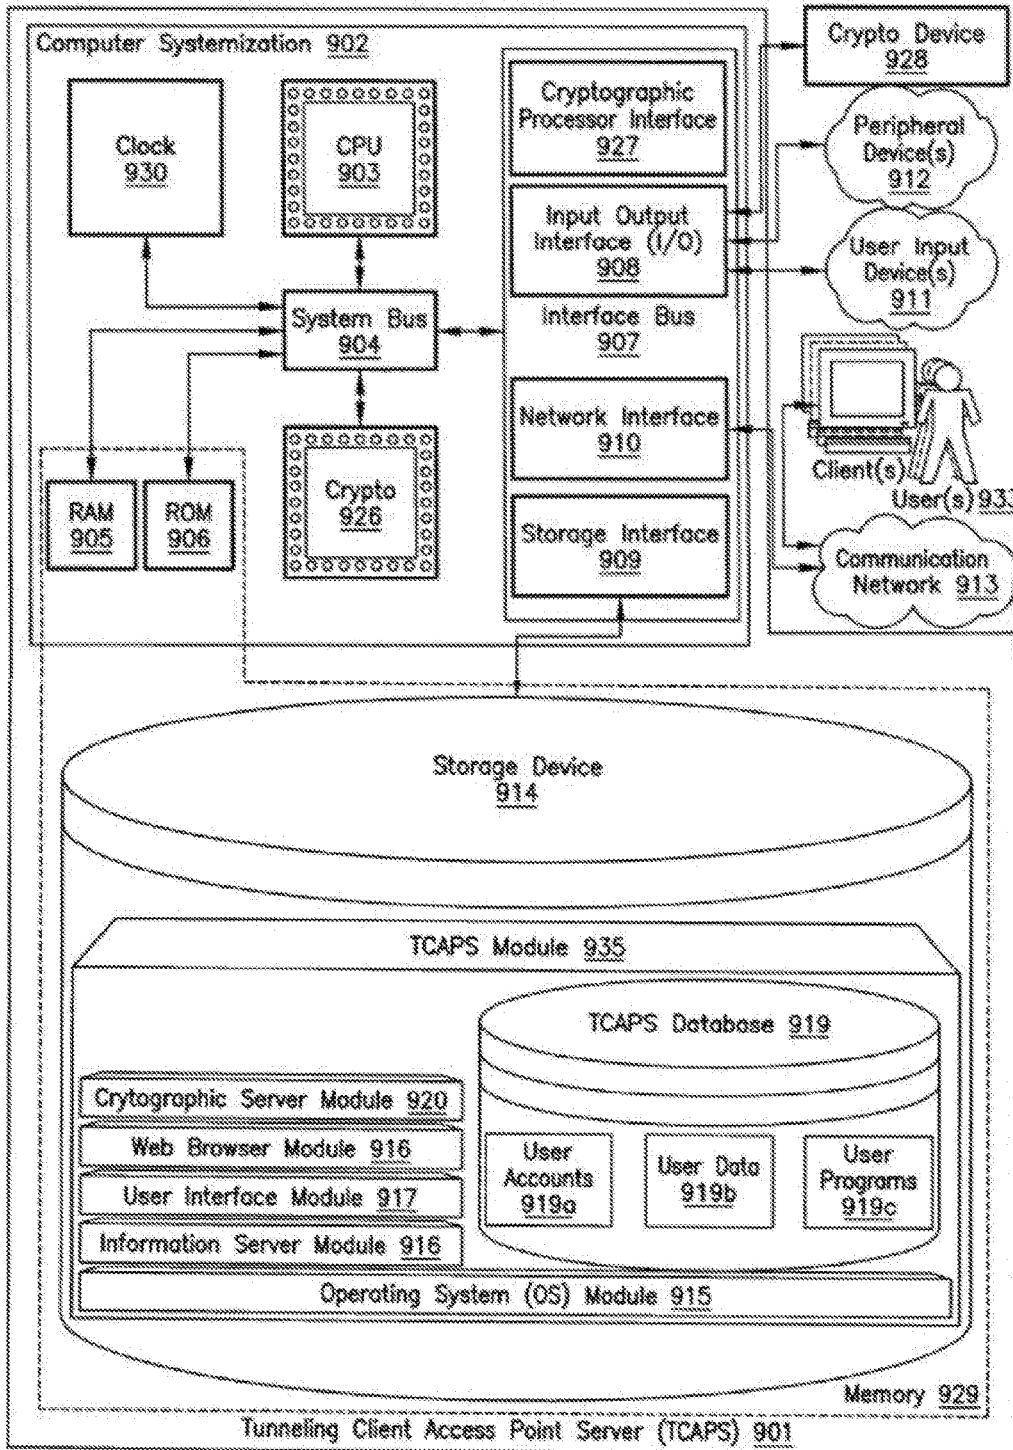 Computer Systemization 902
Clock
930
CPU
903
Cryptographic
Processor Interface
927
Input Output
Interface (I/O)
908
Interface Bus
907
System Bus
904
Network Interface
910
Crypto
926
Storage Interface
909
RAM
905
ROM
906
Crypto Device
928
Peripheral
Device(s)
912
User Input
Device(s)
911
Client(s)
User(s) 933
Communication
Network 913
Storage Device
914
TCAPS Module 935
TCAPS Database 919
Crytographic Server Module 920
Web Browser Module 916
User Interface Module 917
Information Server Module 916
User
Accounts
919a
User Data
919b
User
Programs
919c
Operating System (OS) Module 915
Memory 929
Tunneling Client Access Point Server (TCAPS) 901